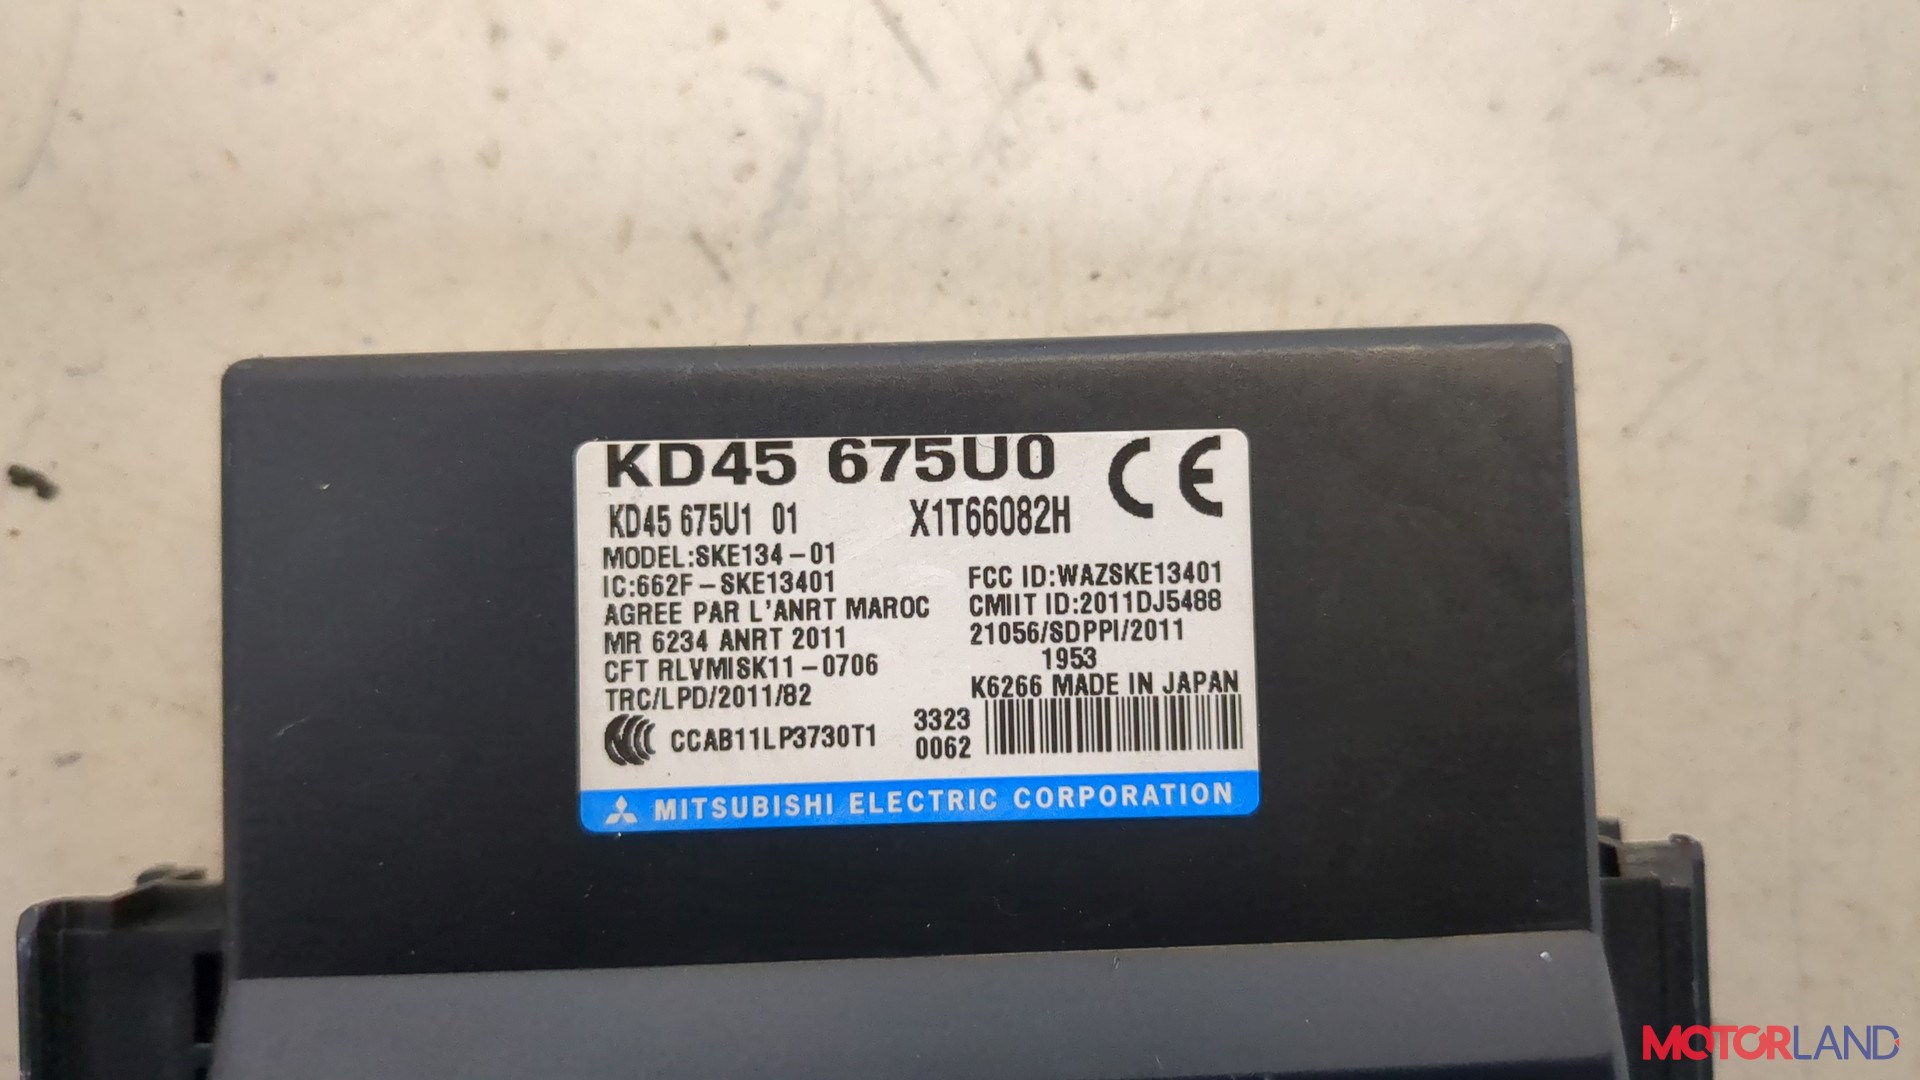 KD45 675U0 CE
KD45 675U1 01 X1T66082H
MODEL:SKE134-01
IC:662F-SKE13401 FCC ID:WAZSKE13401
AGREE PAR L'ANRT MAROC CMIIT ID:2011DJ5488
MR 6234 ANRT 2011 21056/SDPPI/2011
CFT RLVMISK11-0706 1953
TRC/LPD/2011/82 K6266 MADE IN JAPAN
CCAB11LP3730T1 3323
0062
MITSUBISHI ELECTRIC CORPORATION
MOTORLAND